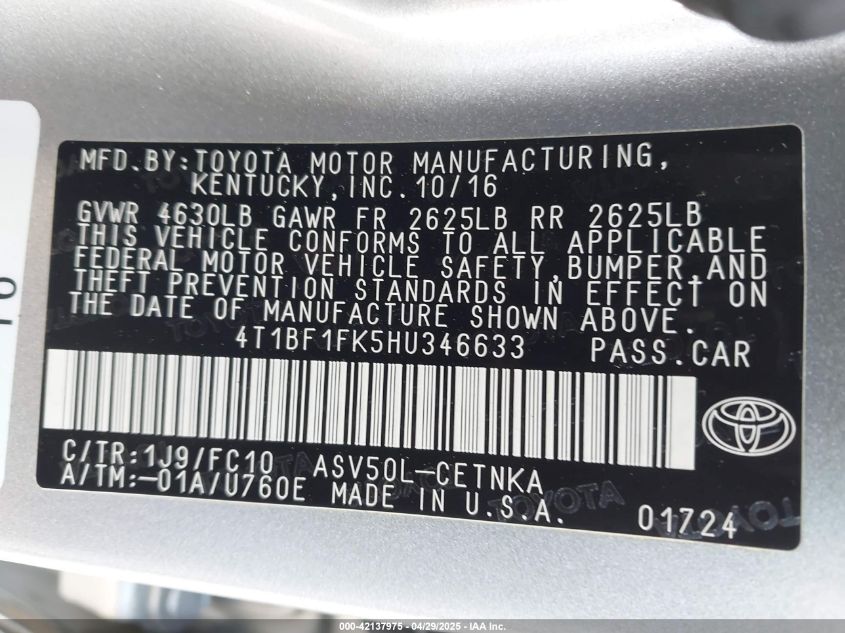 MFD.BY:TOYOTA MOTOR MANUFACTURING,
KENTUCKY,INC.10/16
GVWR 4630LB GAWR FR 2625LB RR 2625LB
THIS VEHICLE CONFORMS TO ALL APPLICABLE
FEDERAL MOTOR VEHICLE SAFETY,BUMPER,AND
THEFT PREVENTION STANDARDS IN EFFECT ON
THE DATE OF MANUFACTURE SHOWN ABOVE.
4T1BF1FK5HU346633 PASS.CAR
C/TR:1J9/FC10 ASV50L-CETNKA
A/TM:-01A/U760E MADE IN U.S.A. 01724
TOYOTA
000-42137975 - 04/29/2025 - IAA Inc.